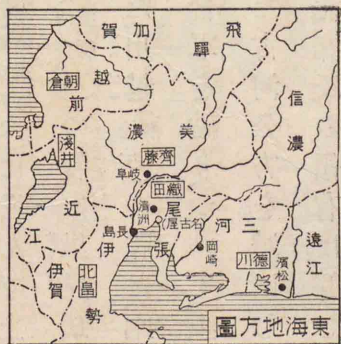 加賀
飛驒
越前
朝倉
信濃
美濃
淺井
齊藤
岐阜
織田
清洲
尾張
(名古屋)
三河
遠江
長島
近江
岡崎
德川
濱松
伊賀
北畠
伊勢
東海地方圖